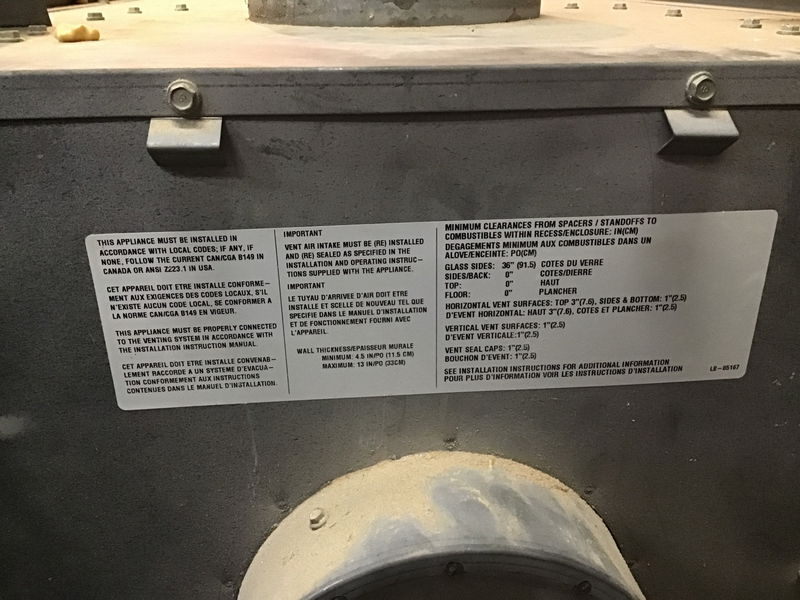 THIS APPLIANCE MUST BE INSTALLED IN
ACCORDANCE WITH LOCAL CODES; IF ANY, IF
NONE, FOLLOW THE CURRENT CAN/CGA B149 IN
CANADA OR ANSI Z223.1 IN USA.
CET APPAREIL DOIT ETRE INSTALLE CONFORME-
MENT AUX EXIGENCES DES CODES LOCAUX, S'IL
N'EXISTE AUCUN CODE LOCAL, SE CONFORMER A
LA NORME CAN/CGA B149 EN VIGEUR.
THIS APPLIANCE MUST BE PROPERLY CONNECTED
TO THE VENTING SYSTEM IN ACCORDANCE WITH
THE INSTALLATION INSTRUCTION MANUAL.
CET APPAREIL DOIT ETRE INSTALLE CONVENAB-
LEMENT RACCORDE A UN SYSTEME D'EVACUA-
TION CONFORMEMENT AUX INSTRUCTIONS
CONTENUES DANS LE MANUEL D'INSTALLATION.
IMPORTANT
VENT AIR INTAKE MUST BE (RE) INSTALLED
AND (RE) SEALED AS SPECIFIED IN THE
INSTALLATION AND OPERATING INSTRUC-
TIONS SUPPLIED WITH THE APPLIANCE.
IMPORTANT
LE TUYAU D'ARRIVEE D'AIR DOIT ETRE
INSTALLE ET SCELLE DE NOUVEAU TEL QUE
SPECIFIE DANS LE MANUEL D'INSTALLATION
ET DE FONCTIONNEMENT FOURNI AVEC
L'APPAREIL.
WALL THICKNESS/EPAISSEUR MURALE
MINIMUM: 4.5 IN/PO (11.5 CM)
MAXIMUM: 13 IN/PO (33CM)
MINIMUM CLEARANCES FROM SPACERS / STANDOFFS TO
COMBUSTIBLES WITHIN RECESS/ENCLOSURE: IN(CM)
DEGAGEMENTS MINIMUM AUX COMBUSTIBLES DANS UN
ALOVE/ENCEINTE: PO(CM)
GLASS SIDES: 36"(91.5) COTES DU VERRE
SIDES/BACK: 0" COTES/DIERRE
TOP: 0" HAUT
FLOOR: 0" PLANCHER
HORIZONTAL VENT SURFACES: TOP 3"(7.6), SIDES & BOTTOM: 1"(2.5)
D'EVENT HORIZONTAL: HAUT 3"(7.6), COTES ET PLANCHER: 1"(2.5)
VERTICAL VENT SURFACES: 1"(2.5)
D'EVENT VERTICALE:1"(2.5)
VENT SEAL CAPS: 1"(2.5)
BOUCHON D'EVENT: 1"(2.5)
SEE INSTALLATION INSTRUCTIONS FOR ADDITIONAL INFORMATION
POUR PLUS D'INFORMATION VOIR LES INSTRUCTIONS D'INSTALLATION
LB-85167